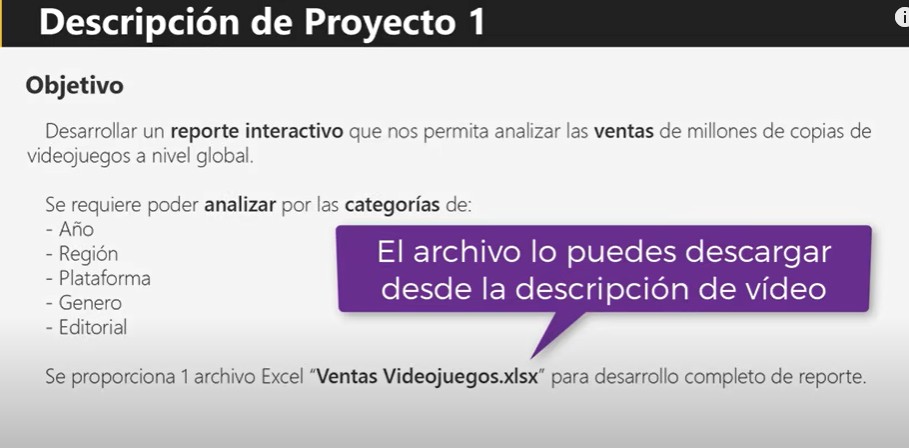 Descripción de Proyecto 1
Objetivo
Desarrollar un reporte interactivo que nos permita analizar las ventas de millones de copias de
videojuegos a nivel global.
Se requiere poder analizar por las categorías de:
- Año
- Región
- Plataforma
- Genero
- Editorial
El archivo lo puedes descargar
desde la descripción de vídeo
Se proporciona 1 archivo Excel “Ventas Videojuegos.xlsx” para desarrollo completo de reporte.